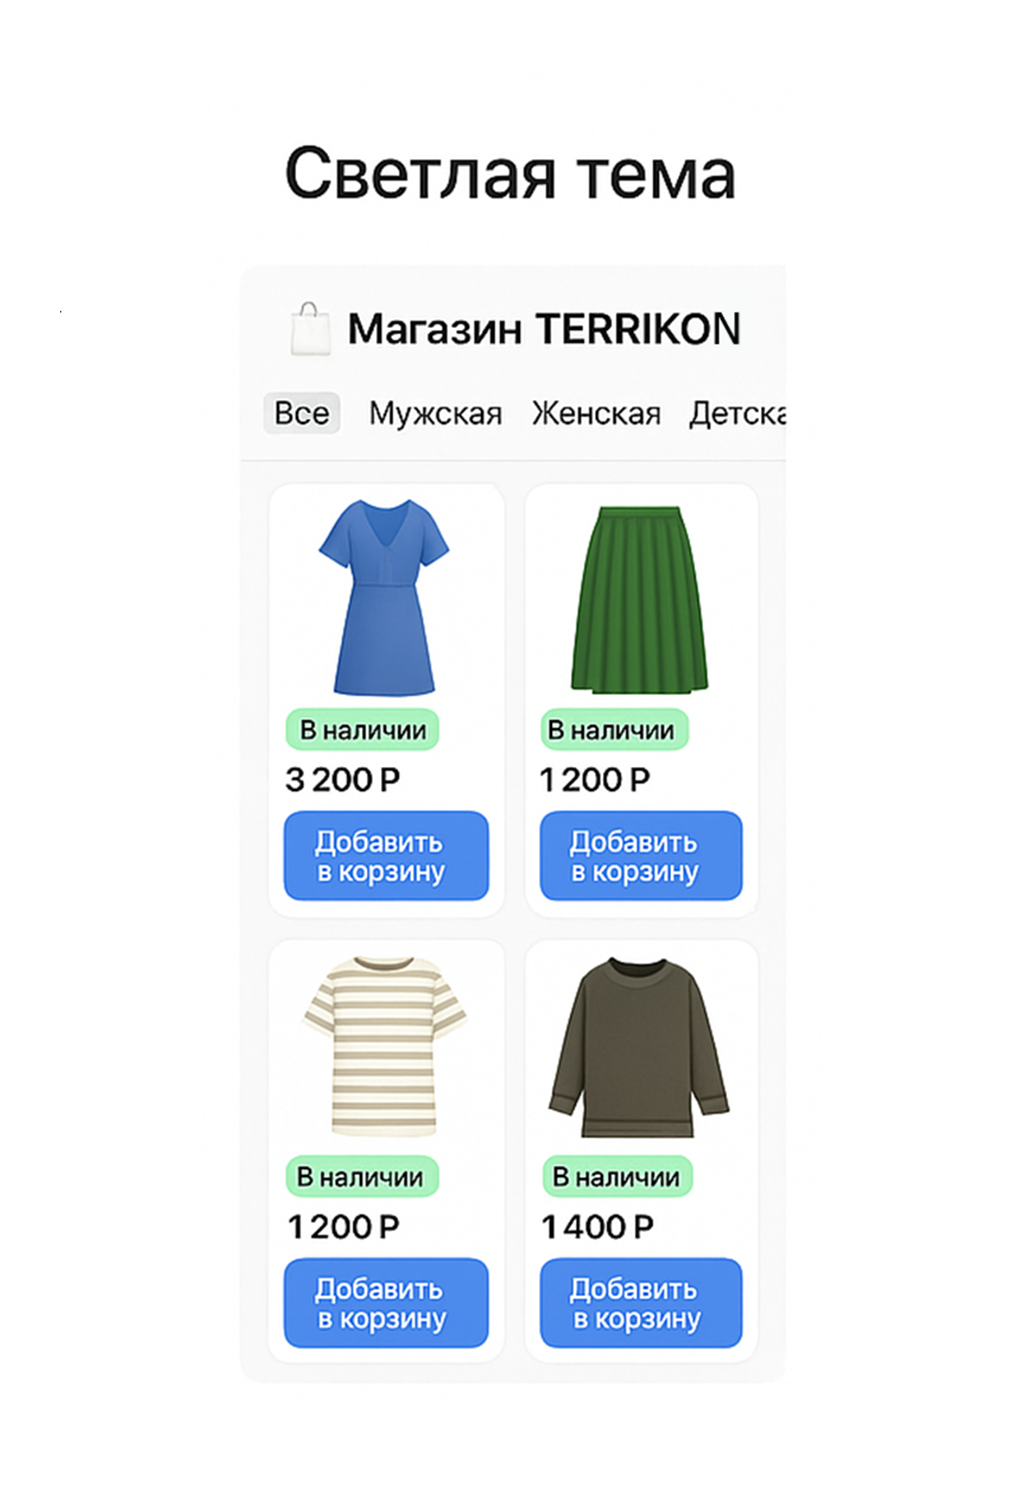 Светлая тема
Магазин TERRIKON
Все Мужская Женская Детска
В наличии В наличии
3 200 Р 1 200 Р
Добавить Добавить
в корзину в корзину
В наличии В наличии
1 200 Р 1 400 Р
Добавить Добавить
в корзину в корзину